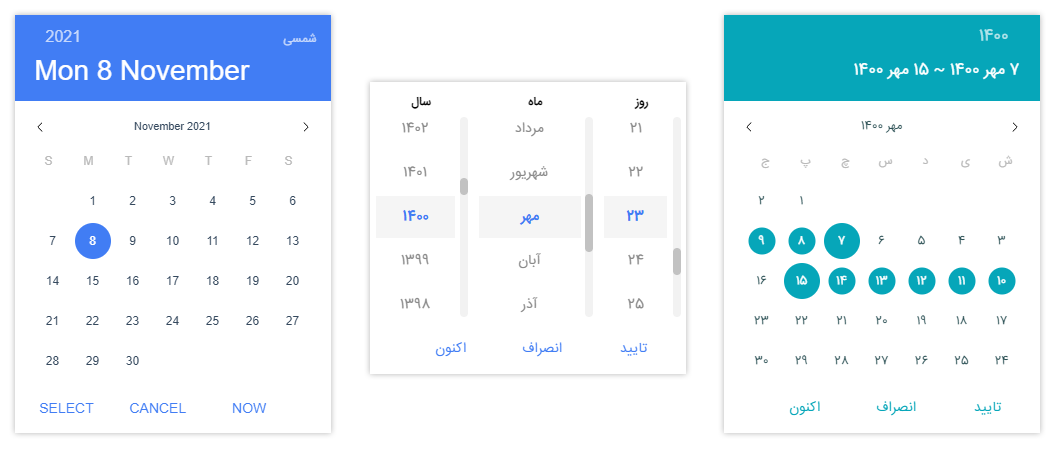 2021 شمسی
Mon 8 November
November 2021
S M T W T F S
1 2 3 4 5 6
7 8 9 10 11 12 13
14 15 16 17 18 19 20
21 22 23 24 25 26 27
28 29 30
SELECT CANCEL NOW
روز ماه سال
۲۱ مرداد ۱۴۰۲
۲۲ شهریور ۱۴۰۱
۲۳ مهر ۱۴۰۰
۲۴ آبان ۱۳۹۹
۲۵ آذر ۱۳۹۸
تایید انصراف اکنون
۱۴۰۰
۷ مهر ۱۴۰۰ ~ ۱۵ مهر ۱۴۰۰
مهر ۱۴۰۰
ش ی د س چ پ ج
۱ ۲
۳ ۴ ۵ ۶ ۷ ۸ ۹
۱۰ ۱۱ ۱۲ ۱۳ ۱۴ ۱۵ ۱۶
۱۷ ۱۸ ۱۹ ۲۰ ۲۱ ۲۲ ۲۳
۲۴ ۲۵ ۲۶ ۲۷ ۲۸ ۲۹ ۳۰
تایید انصراف اکنون